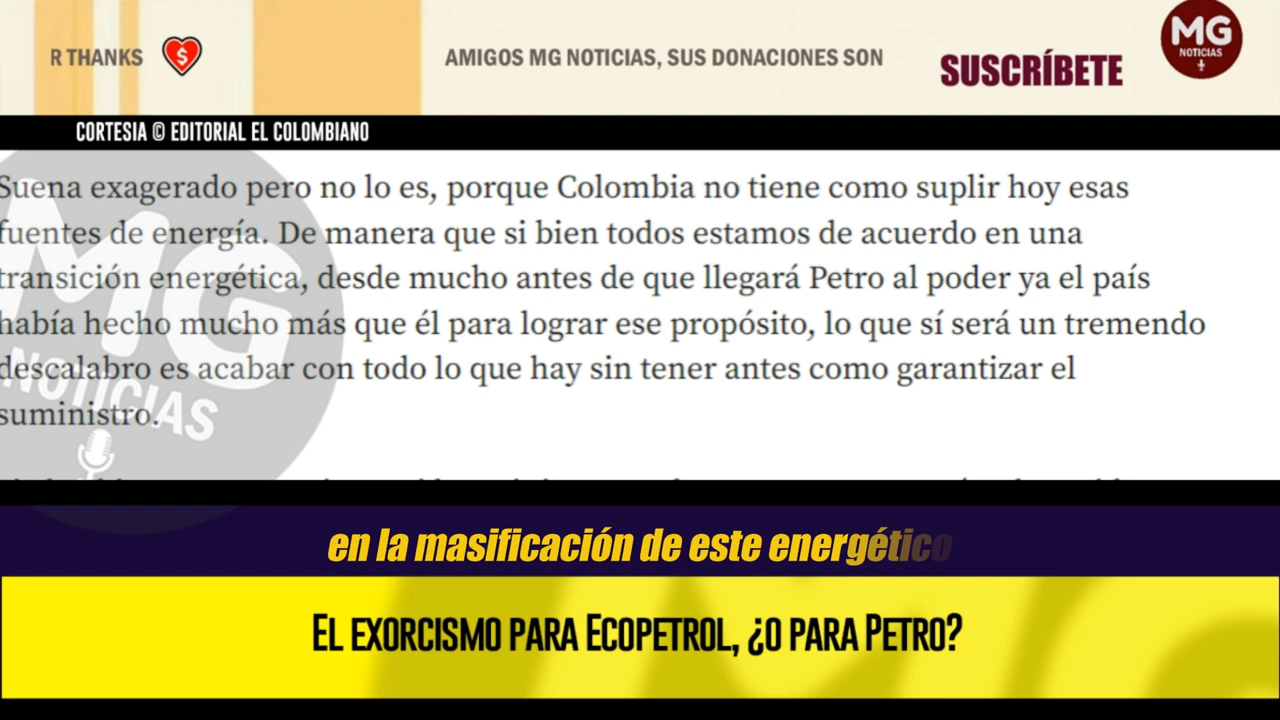 R THANKS
AMIGOS MG NOTICIAS, SUS DONACIONES SON
SUSCRÍBETE
MG
NOTICIAS
CORTESIA © EDITORIAL EL COLOMBIANO
Suena exagerado pero no lo es, porque Colombia no tiene como suplir hoy esas
fuentes de energía. De manera que si bien todos estamos de acuerdo en una
transición energética, desde mucho antes de que llegará Petro al poder ya el país
había hecho mucho más que él para lograr ese propósito, lo que sí será un tremendo
descalabro es acabar con todo lo que hay sin tener antes como garantizar el
suministro.
MG
NOTICIAS
en la masificación de este energético
El exorcismo para Ecopetrol, ¿o para Petro?